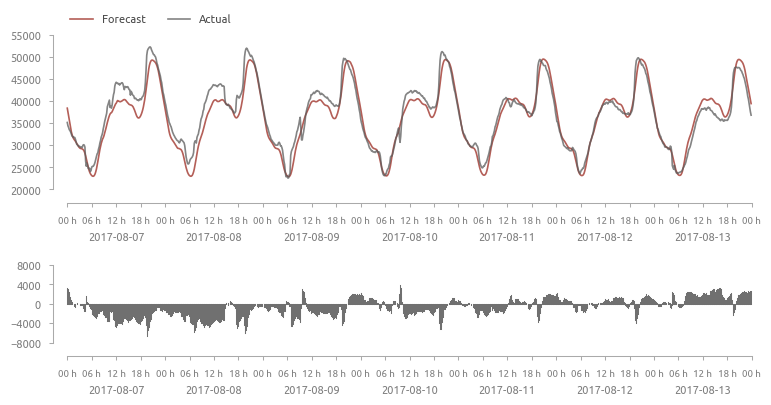 Forecast Actual
55000
50000
45000
40000
35000
30000
25000
20000
00 h 06 h 12 h 18 h 00 h 06 h 12 h 18 h 00 h 06 h 12 h 18 h 00 h 06 h 12 h 18 h 00 h 06 h 12 h 18 h 00 h 06 h 12 h 18 h 00 h 06 h 12 h 18 h 00 h
2017-08-07 2017-08-08 2017-08-09 2017-08-10 2017-08-11 2017-08-12 2017-08-13
8000
4000
0
−4000
−8000
00 h 06 h 12 h 18 h 00 h 06 h 12 h 18 h 00 h 06 h 12 h 18 h 00 h 06 h 12 h 18 h 00 h 06 h 12 h 18 h 00 h 06 h 12 h 18 h 00 h 06 h 12 h 18 h 00 h
2017-08-07 2017-08-08 2017-08-09 2017-08-10 2017-08-11 2017-08-12 2017-08-13